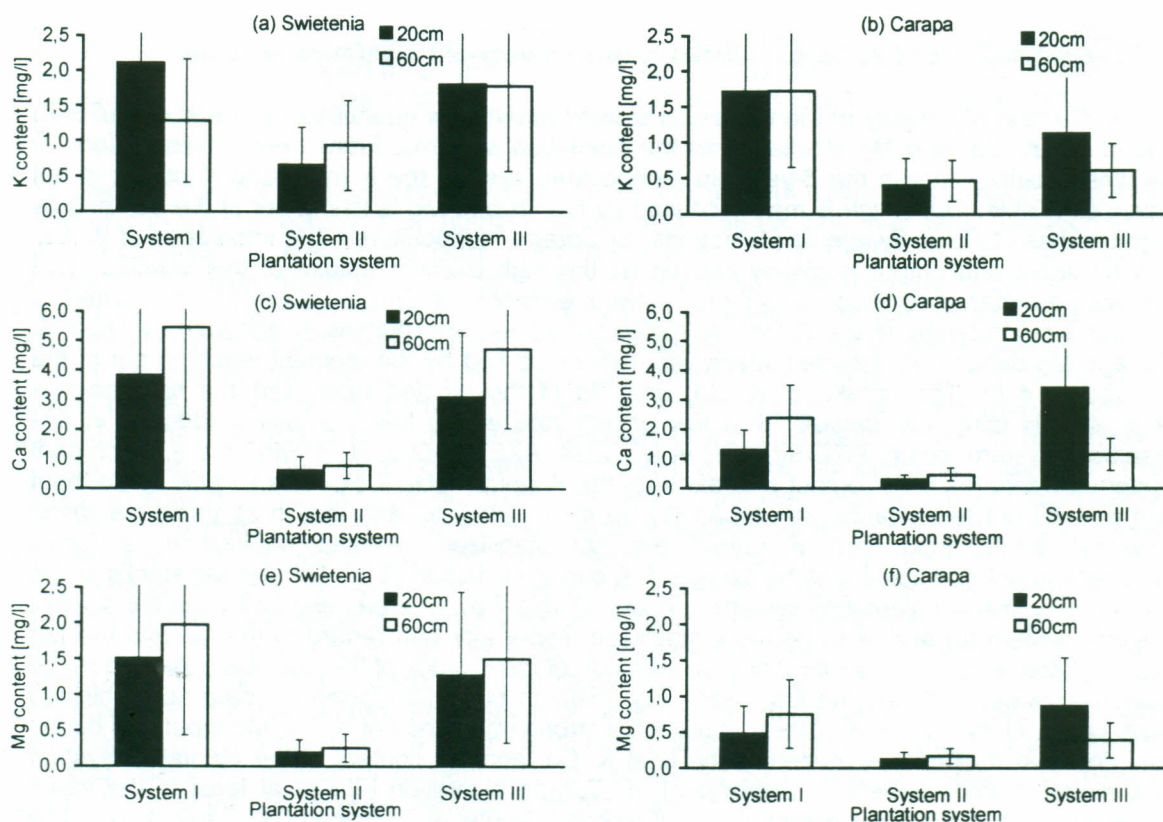 (a) Swietenia
20cm
60cm
K content [mg/l]
2,5
2,0
1,5
1,0
0,5
0,0
System I
System II
System III
Plantation system
(b) Carapa
20cm
60cm
K content [mg/l]
2,5
2,0
1,5
1,0
0,5
0,0
System I
System II
System III
Plantation system
(c) Swietenia
20cm
60cm
Ca content [mg/l]
6,0
5,0
4,0
3,0
2,0
1,0
0,0
System I
System II
System III
Plantation system
(d) Carapa
20cm
60cm
Ca content [mg/l]
6,0
5,0
4,0
3,0
2,0
1,0
0,0
System I
System II
System III
Plantation system
(e) Swietenia
20cm
60cm
Mg content [mg/l]
2,5
2,0
1,5
1,0
0,5
0,0
System I
System II
System III
Plantation system
(f) Carapa
20cm
60cm
Mg content [mg/l]
2,5
2,0
1,5
1,0
0,5
0,0
System I
System II
System III
Plantation system